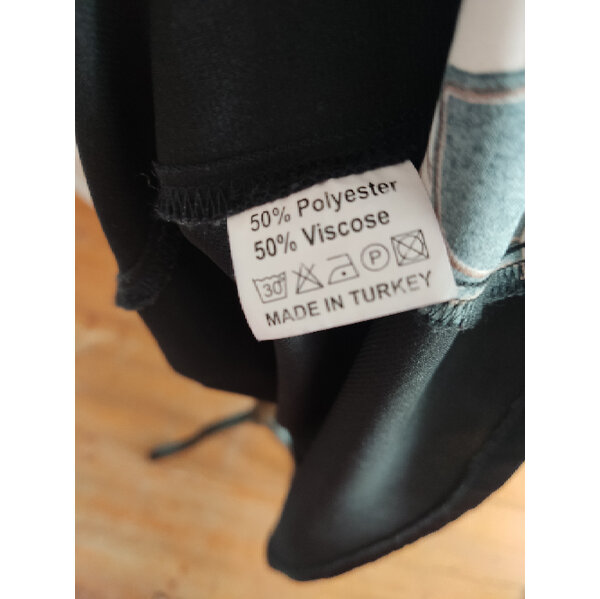 50% Polyester
50% Viscose
30° P
MADE IN TURKEY